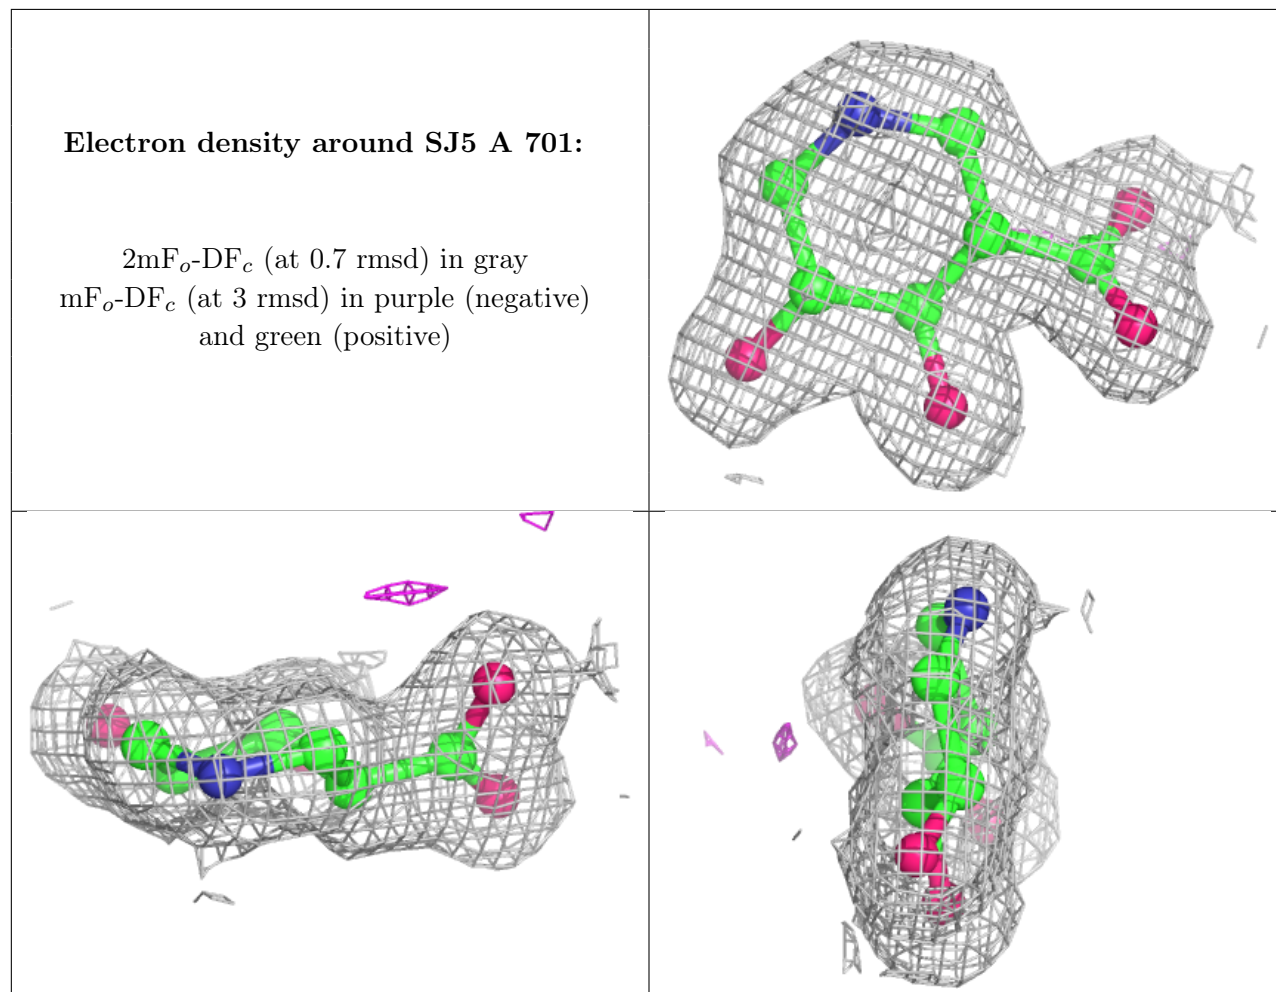 Electron density around SJ5 A 701:
2mFo-DFc (at 0.7 rmsd) in gray
mFo-DFc (at 3 rmsd) in purple (negative)
and green (positive)